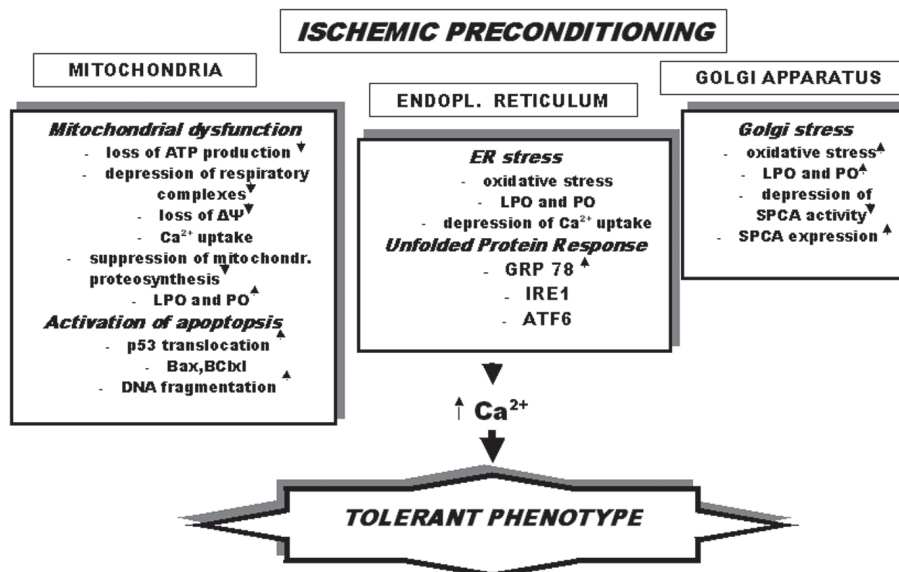 ISCHEMIC PRECONDITIONING
MITOCHONDRIA
Mitochondrial dysfunction
- loss of ATP production
- depression of respiratory
complexes
- loss of ΔΨ
- Ca²⁺ uptake
- suppression of mitochondr.
proteosynthesis
- LPO and PO
Activation of apoptopsis
- p53 translocation
- Bax,BClxl
- DNA fragmentation
ENDOPL. RETICULUM
ER stress
- oxidative stress
- LPO and PO
- depression of Ca²⁺ uptake
Unfolded Protein Response
- GRP 78
- IRE1
- ATF6
GOLGI APPARATUS
Golgi stress
- oxidative stress
- LPO and PO
- depression of
SPCA activity
- SPCA expression
Ca²⁺
TOLERANT PHENOTYPE